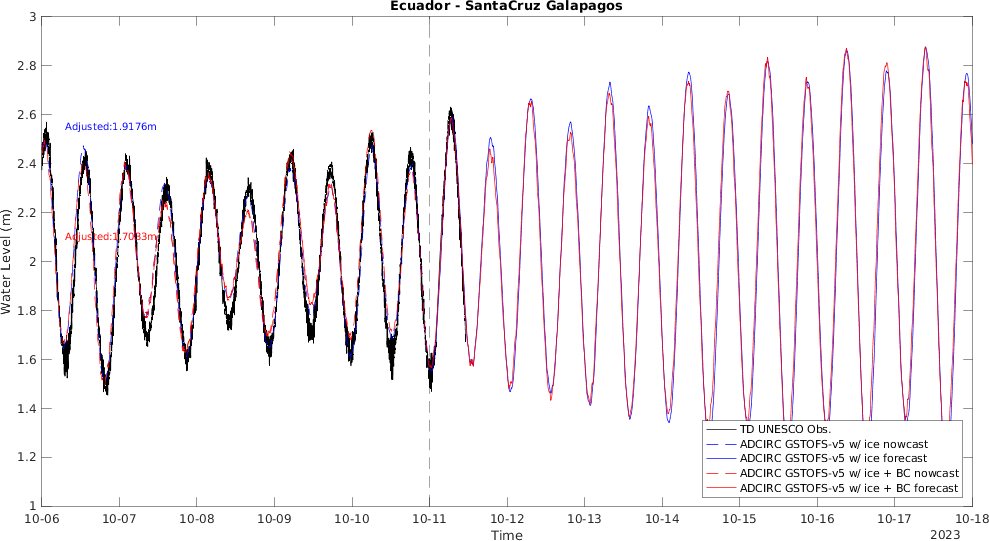 Ecuador - SantaCruz Galapagos
3
2.8
2.6
2.4
2.2
2
1.8
1.6
1.4
1.2
1
Water Level (m)
Adjusted:1.9176m
Adjusted:1.7083m
TD UNESCO Obs.
ADCIRC GSTOFS-v5 w/ ice nowcast
ADCIRC GSTOFS-v5 w/ ice forecast
ADCIRC GSTOFS-v5 w/ ice + BC nowcast
ADCIRC GSTOFS-v5 w/ ice + BC forecast
10-06 10-07 10-08 10-09 10-10 10-11 10-12 10-13 10-14 10-15 10-16 10-17 10-18
Time
2023